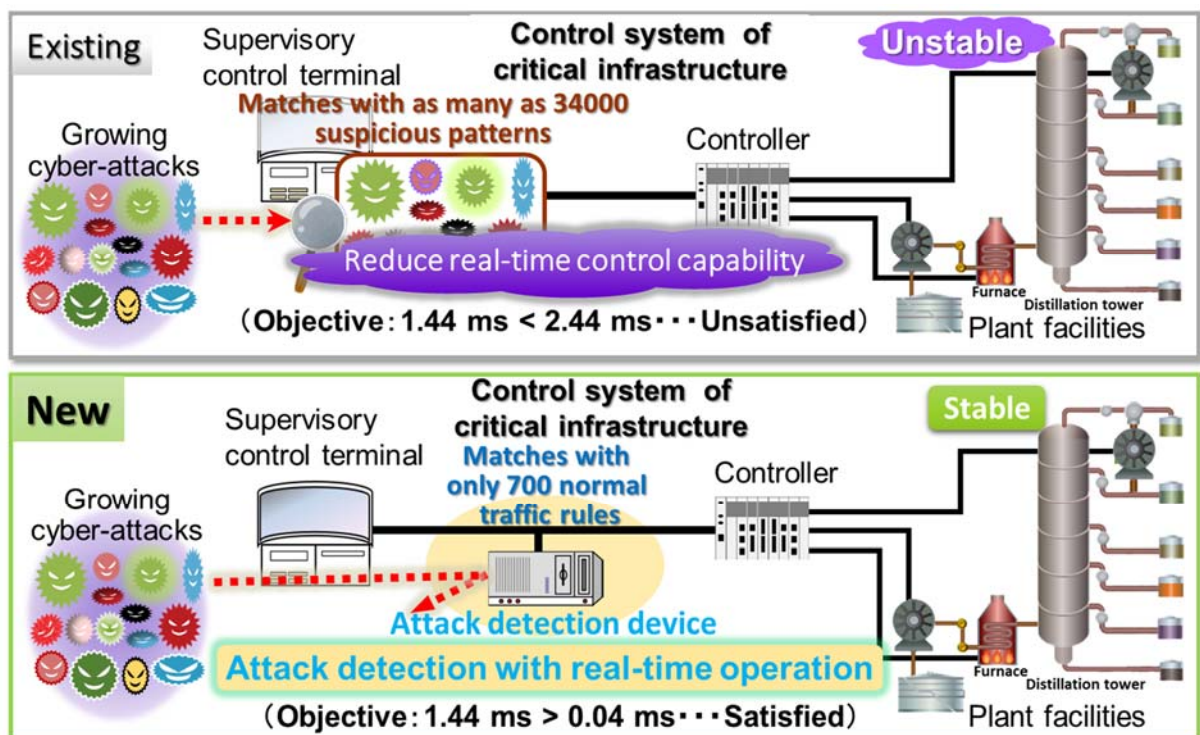 Existing
Supervisory
control terminal
Control system of
critical infrastructure
Unstable
Matches with as many as 34000
suspicious patterns
Growing
cyber-attacks
Controller
Reduce real-time control capability
Furnace
Distillation tower
Plant facilities
(Objective: 1.44 ms < 2.44 ms･･･Unsatisfied)
New
Supervisory
control terminal
Control system of
critical infrastructure
Stable
Matches with
only 700 normal
traffic rules
Growing
cyber-attacks
Controller
Attack detection device
Attack detection with real-time operation
Furnace
Distillation tower
Plant facilities
(Objective: 1.44 ms > 0.04 ms･･･Satisfied)